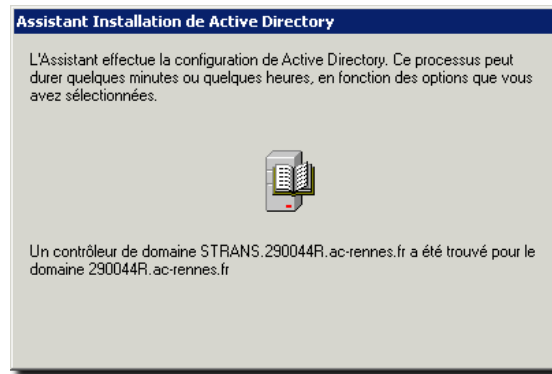 Assistant Installation de Active Directory
L'Assistant effectue la configuration de Active Directory. Ce processus peut
durer quelques minutes ou quelques heures, en fonction des options que vous
avez sélectionnées.
Un contrôleur de domaine STRANS.290044R.ac-rennes.fr a été trouvé pour le
domaine 290044R.ac-rennes.fr